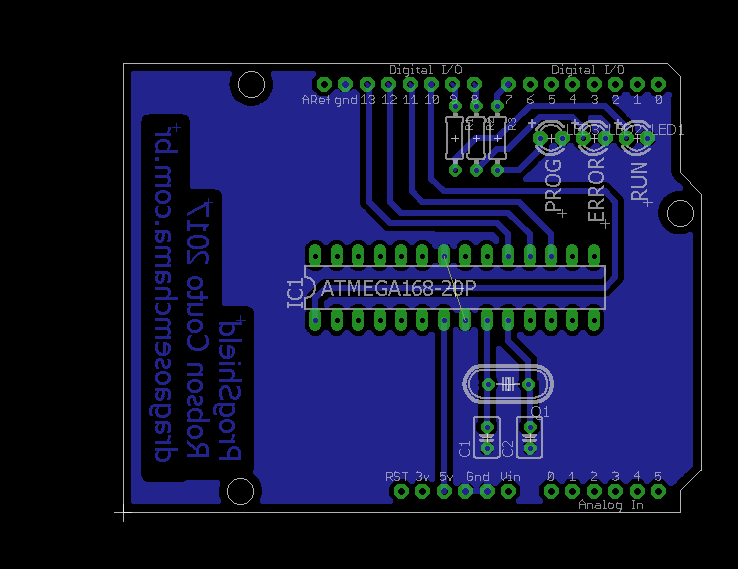 Digital I/O
Digital I/O
ARef gnd 13 12 11 10 9 8 7 6 5 4 3 2 1 0
R1
R2
R3
LED3
LED2
LED1
PROG
ERROR
RUN
dragaosemchama.com.br
Robson Couto 2017
ProgShield
IC1
ATMEGA168-20P
Q1
C1
C2
RST 3v 5v Gnd Vin 0 1 2 3 4 5
Analog In